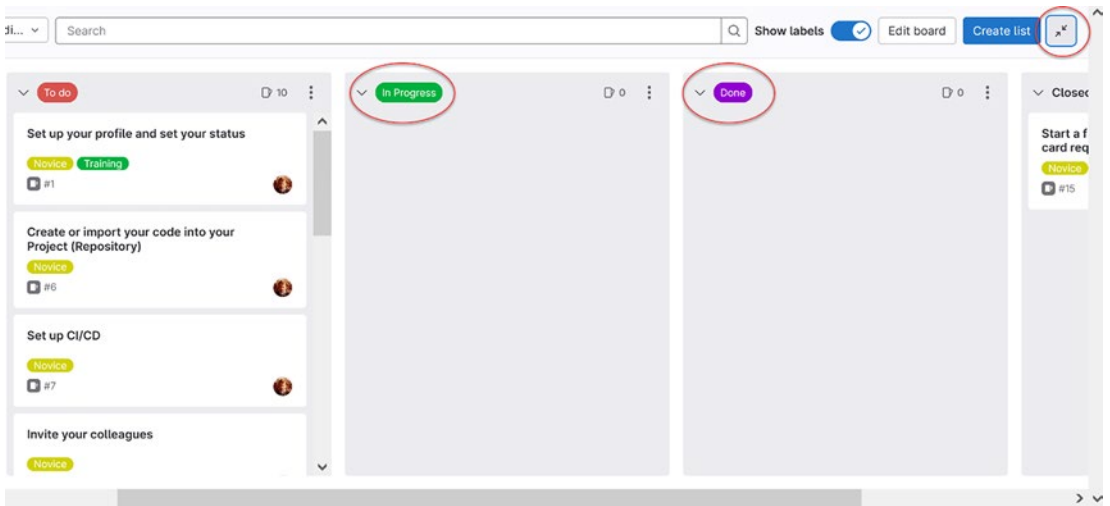 di...
Search
Show labels
Edit board
Create list
To do
10
In Progress
0
Done
0
Closed
Set up your profile and set your status
Novice Training
#1
Create or import your code into your
Project (Repository)
Novice
#6
Set up CI/CD
Novice
#7
Invite your colleagues
Novice
Start a f
card req
Novice
#15